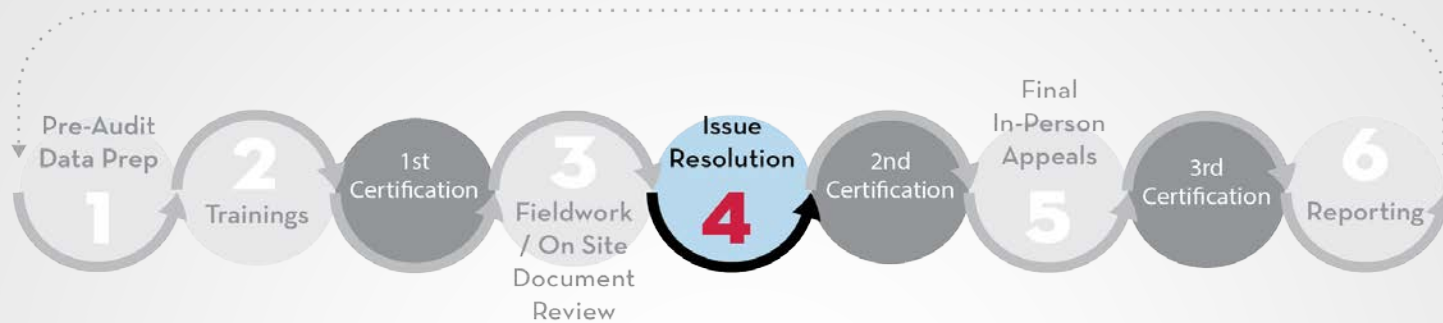 Pre-Audit
Data Prep
1
2
Trainings
1st
Certification
3
Fieldwork
/ On Site
Document
Review
Issue
Resolution
4
2nd
Certification
Final
In-Person
Appeals
5
3rd
Certification
6
Reporting